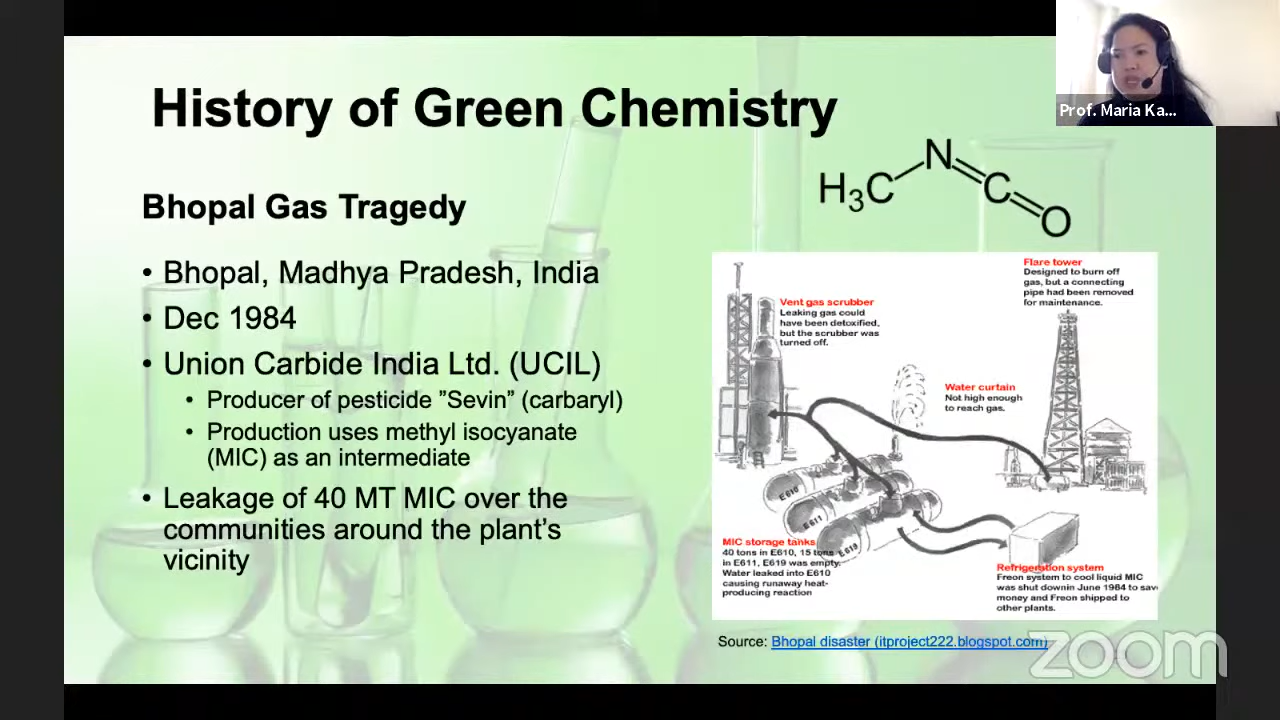 History of Green Chemistry
Prof. Maria Ka...
Bhopal Gas Tragedy
• Bhopal, Madhya Pradesh, India
• Dec 1984
• Union Carbide India Ltd. (UCIL)
• Producer of pesticide ”Sevin” (carbaryl)
• Production uses methyl isocyanate
(MIC) as an intermediate
• Leakage of 40 MT MIC over the
communities around the plant’s
vicinity
H3C N C O
Flare tower
Designed to burn off
gas, but a connecting
pipe had been removed
for maintenance.
Vent gas scrubber
Leaking gas could
have been detoxified,
but the scrubber was
turned off.
Water curtain
Not high enough
to reach gas.
E610
E611
E619
MIC storage tanks
40 tons in E610, 15 tons
in E611, E619 was empty.
Water leaked into E610
causing runaway heat-
producing reaction
Refrigeration system
Freon system to cool liquid MIC
was shut downin June 1984 to save
money and Freon shipped to
other plants.
Source: Bhopal disaster (itproject222.blogspot.com)
zoom